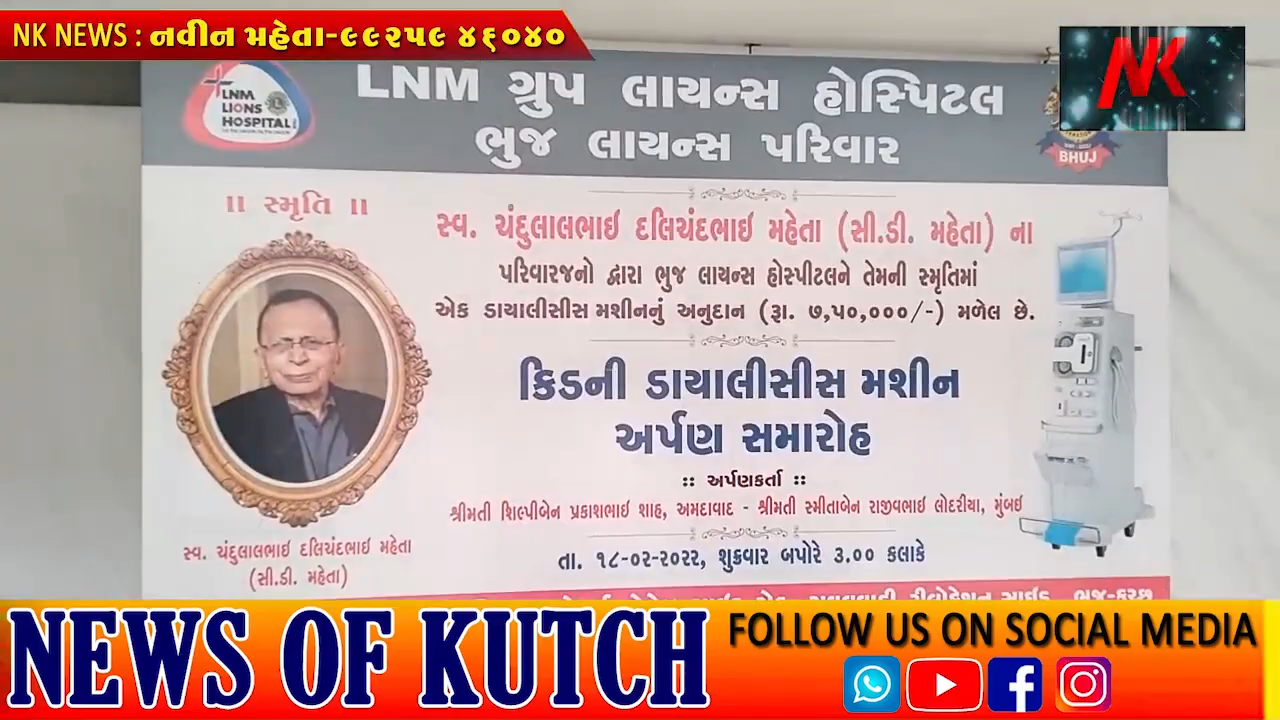 NK NEWS : નવીન મહેતા-૯૯૨૫૯ ૪૬૦૪૦
NK
LNM
LIONS
HOSPITAL
LNM ગ્રુપ લાયન્સ હોસ્પિટલ
ભુજ લાયન્સ પરિવાર
BHUJ
॥ સ્મૃતિ ॥
સ્વ. ચંદુલાલભાઇ દલિચંદભાઇ મહેતા (સી.ડી. મહેતા) ના
પરિવારજનો દ્વારા ભુજ લાયન્સ હોસ્પીટલને તેમની સ્મૃતિમાં
એક ડાયાલીસીસ મશીનનું અનુદાન (રૂા. ૭,૫૦,૦૦૦/-) મળેલ છે.
કિડની ડાયાલીસીસ મશીન
અર્પણ સમારોહ
:: અર્પણકર્તા ::
શ્રીમતી શિલ્પીબેન પ્રકાશભાઇ શાહ, અમદાવાદ - શ્રીમતી સ્મીતાબેન રાજીવભાઇ લોદરીયા, મુંબઇ
તા. ૧૮-૦૨-૨૦૨૨, શુક્રવાર બપોરે ૩.૦૦ કલાકે
સ્વ. ચંદુલાલભાઇ દલિચંદભાઇ મહેતા
(સી.ડી. મહેતા)
ભુજ-કચ્છ
NEWS OF KUTCH
FOLLOW US ON SOCIAL MEDIA